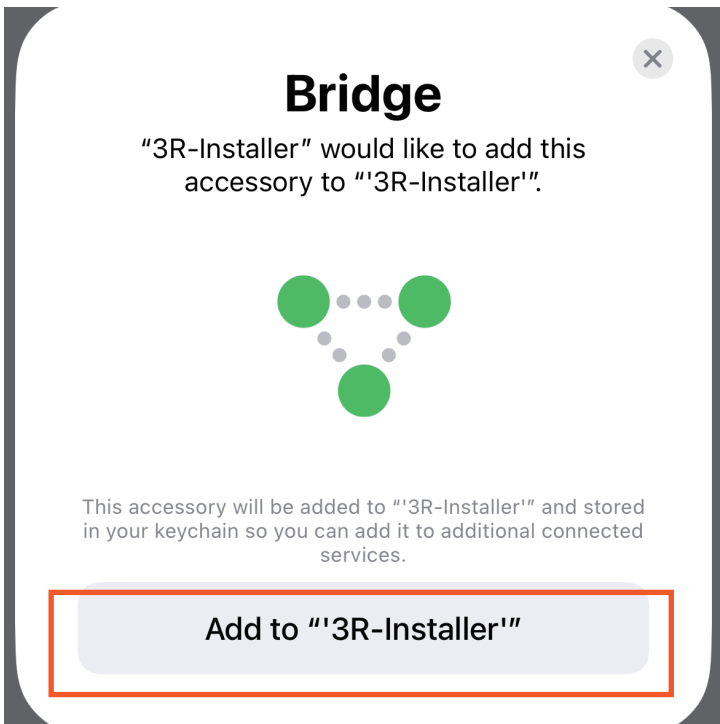 Bridge
“3R-Installer” would like to add this
accessory to “'3R-Installer'”.
This accessory will be added to “'3R-Installer'” and stored
in your keychain so you can add it to additional connected
services.
Add to “'3R-Installer'”